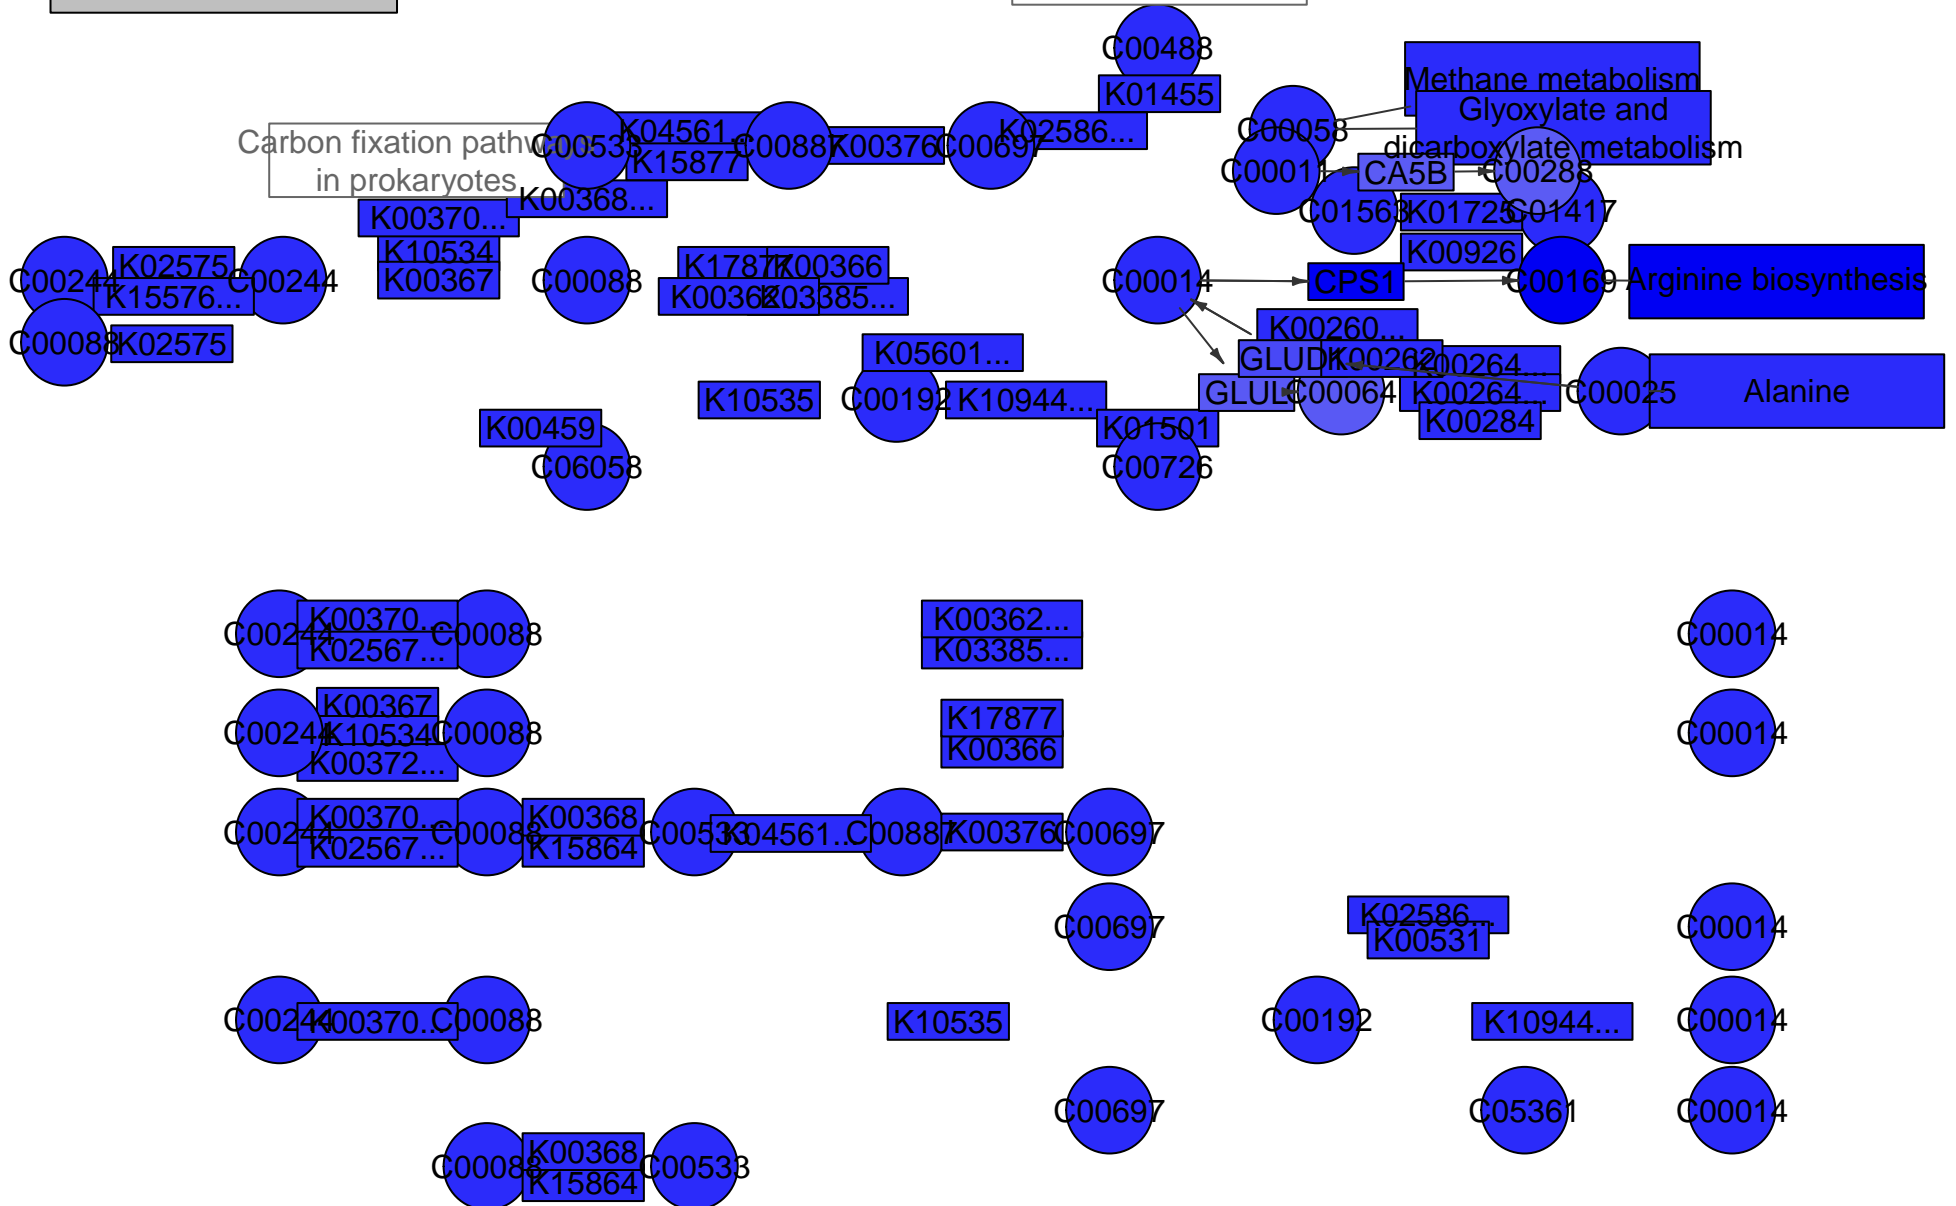 C00488
K01455
Methane metabolism
Glyoxylate and
dicarboxylate metabolism
C00058
Carbon fixation pathways
in prokaryotes
C00533
K04561...
K15877
C00887
K00376
C00697
K02586...
C00011
CA5B
C00288
C01563
K01725
C01417
K00368...
K00370...
K10534
K00367
K00926
C00244
K02575
K15576...
C00244
C00088
K17877
K00366
K00362...
K03385...
C00014
CPS1
C00169
Arginine biosynthesis
C00088
K02575
K05601...
K00260...
K00262
K00264...
K10535
C00192
K10944...
GLUL
C00064
K00264...
K00284
C00025
Alanine
K00459
C06058
K01501
C00726
C00244
K00370...
K02567...
C00088
K00362...
K03385...
C00014
C00244
K00367
K10534
K00372...
C00088
K17877
K00366
C00014
C00244
K00370...
K02567...
C00088
K00368
K15864
C00533
K04561...
C00887
K00376
C00697
C00697
K02586...
K00531
C00014
C00244
K00370...
C00088
K10535
C00192
K10944...
C00014
C00697
C05361
C00014
C00088
K00368
K15864
C00533